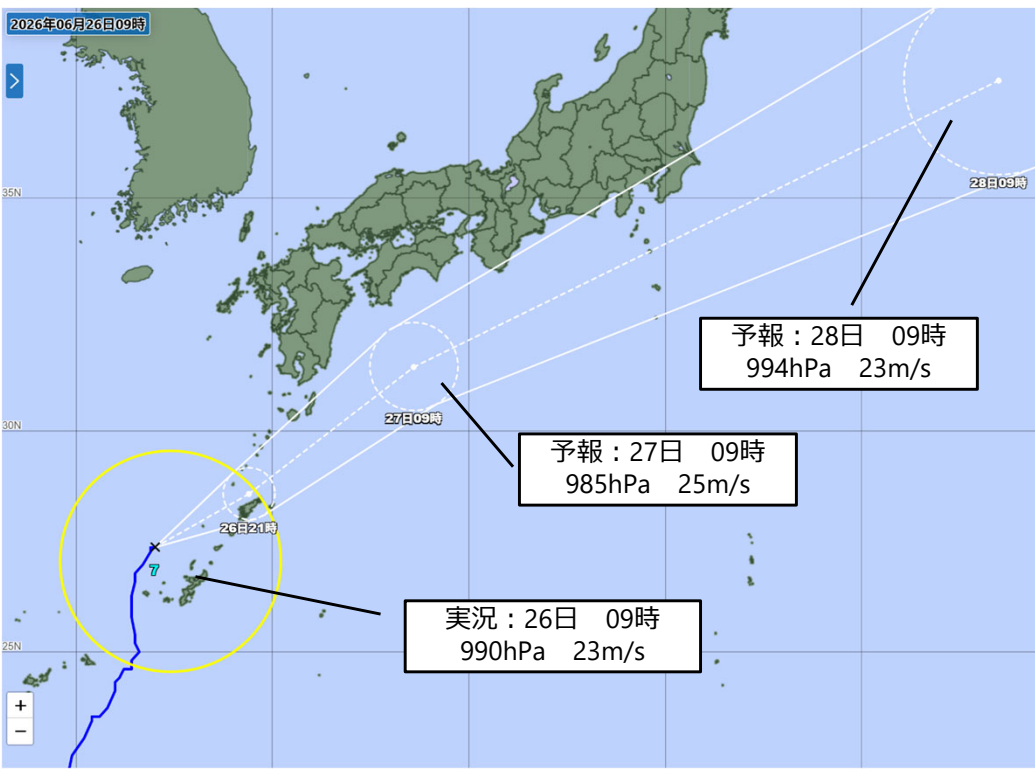 2026年06月26日09時
>
35N
28日09時
予報：28日　09時
994hPa　23m/s
27日09時
30N
予報：27日　09時
985hPa　25m/s
26日21時
7
実況：26日　09時
990hPa　23m/s
25N
+
−